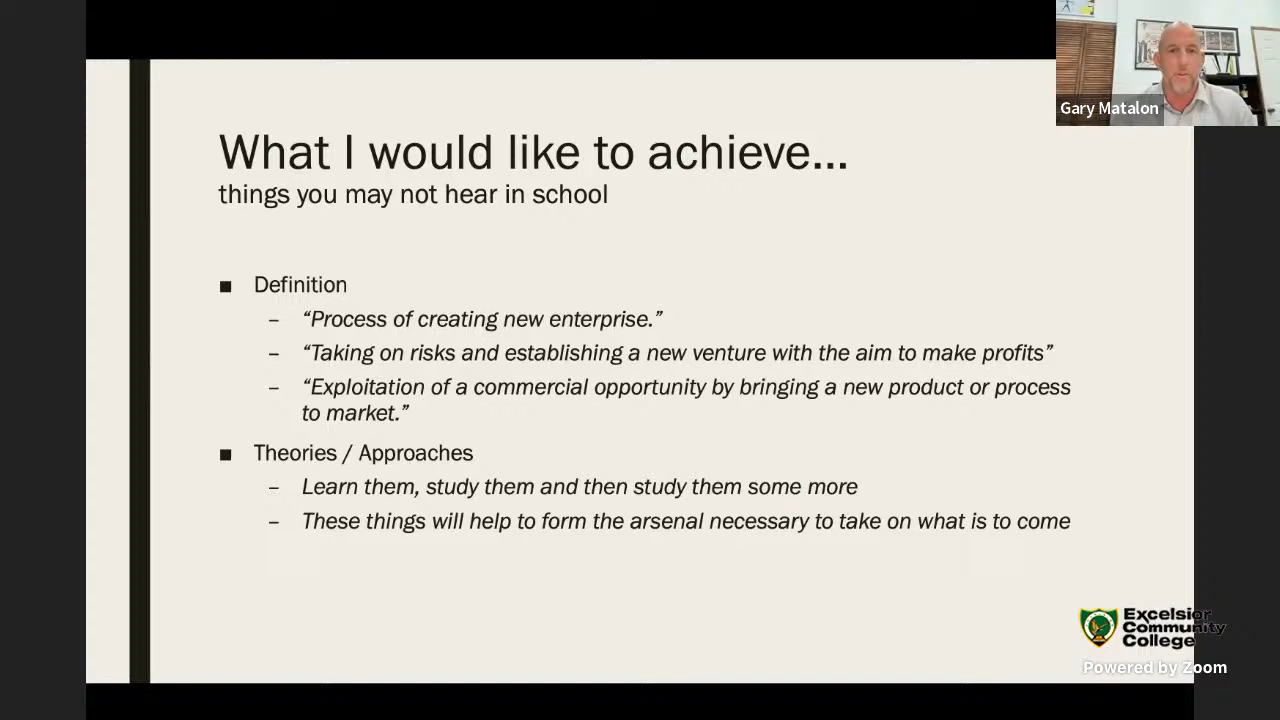 Gary Matalon
What I would like to achieve...
things you may not hear in school
■ Definition
– “Process of creating new enterprise.”
– “Taking on risks and establishing a new venture with the aim to make profits”
– “Exploitation of a commercial opportunity by bringing a new product or process
to market.”
■ Theories / Approaches
– Learn them, study them and then study them some more
– These things will help to form the arsenal necessary to take on what is to come
Excelsior
Community
College
Powered by Zoom